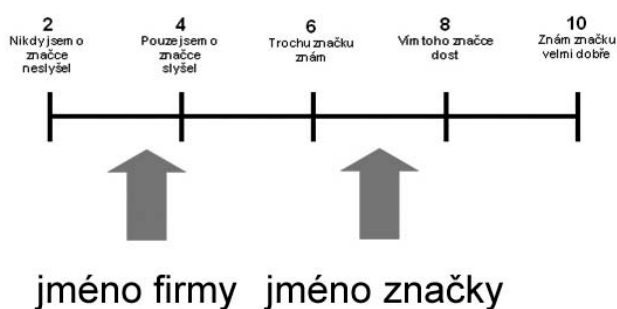 2
Nikdy jsem o
značce
neslyšel
4
Pouze jsem o
značce
slyšel
6
Trochu značku
znám
8
Vím toho značce
dost
10
Znám značku
velmi dobře
jméno firmy
jméno značky